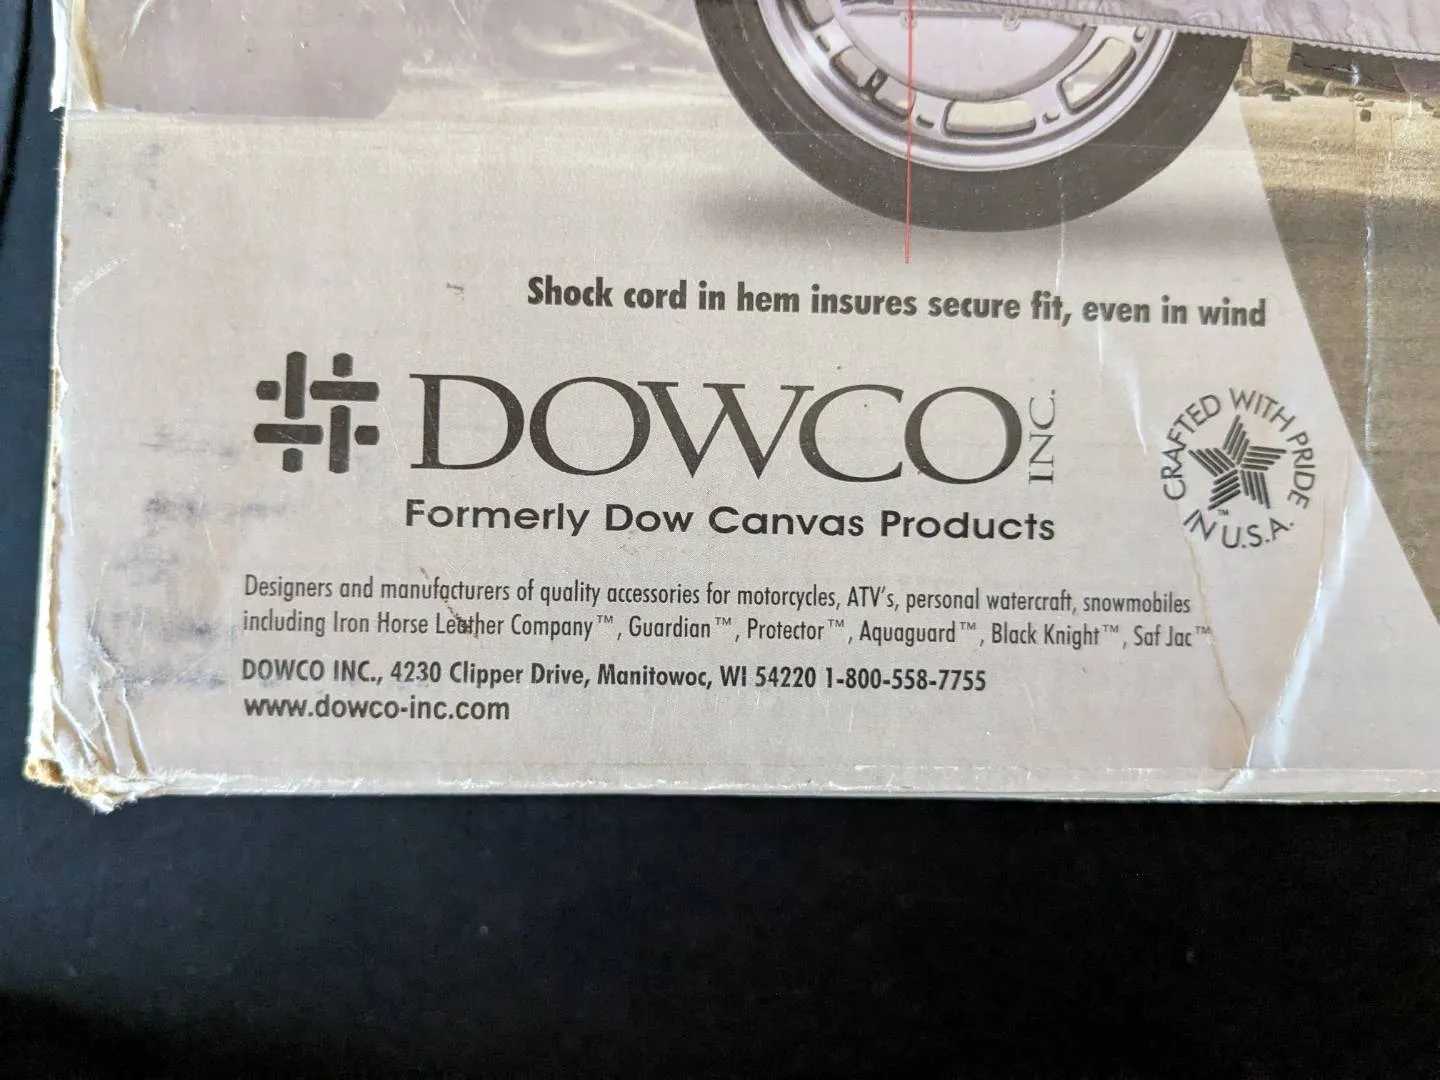 Shock cord in hem insures secure fit, even in wind
DOWCO INC.
Formerly Dow Canvas Products
CRAFTED WITH PRIDE
IN U.S.A.
™
Designers and manufacturers of quality accessories for motorcycles, ATV's, personal watercraft, snowmobiles
including Iron Horse Leather Company™, Guardian™, Protector™, Aquaguard™, Black Knight™, Saf Jac™
DOWCO INC., 4230 Clipper Drive, Manitowoc, WI 54220 1-800-558-7755
www.dowco-inc.com